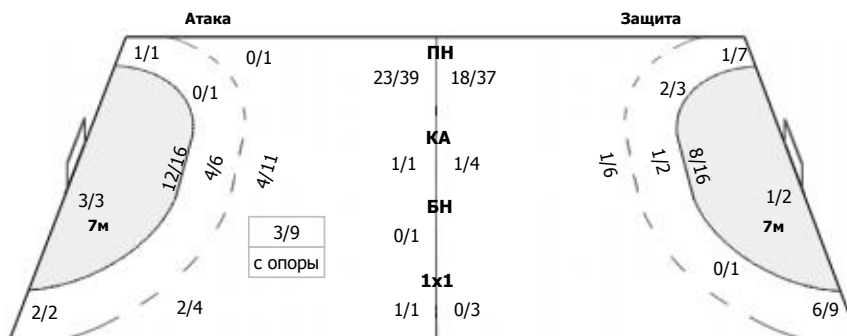 Атака Защита
1/1 0/1 ПН 1/7
23/39 18/37
0/1 2/3
КА
12/16 4/6 4/11 1/1 1/4 1/6 1/2 8/16
3/3 1/2
7м 7м
БН
3/9 0/1
с опоры 0/1
1x1
2/2 2/4 1/1 0/3 6/9